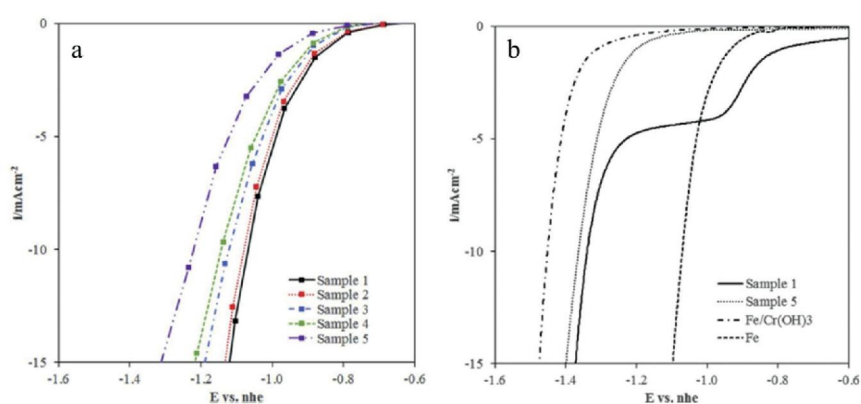 a
0
-5
-10
-15
i/mAcm-2
-1.6
-1.4
-1.2
-1.0
-0.8
-0.6
E vs. nhe
Sample 1
Sample 2
Sample 3
Sample 4
Sample 5
b
0
-5
-10
-15
i/mAcm-2
-1.6
-1.4
-1.2
-1.0
-0.8
-0.6
E vs. nhe
Sample 1
Sample 5
Fe/Cr(OH)3
Fe